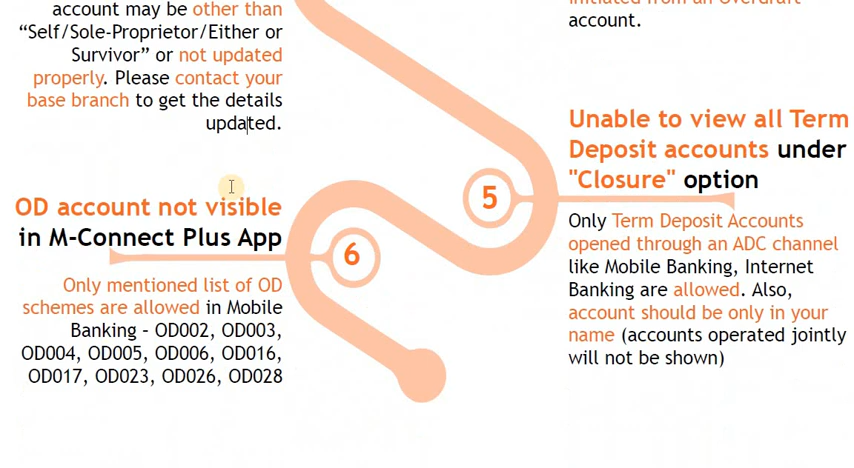 account may be other than
“Self/Sole-Proprietor/Either or
Survivor” or not updated
properly. Please contact your
base branch to get the details
updated.
account.
Unable to view all Term
Deposit accounts under
"Closure" option
5
Only Term Deposit Accounts
opened through an ADC channel
like Mobile Banking, Internet
Banking are allowed. Also,
account should be only in your
name (accounts operated jointly
will not be shown)
OD account not visible
in M-Connect Plus App
6
Only mentioned list of OD
schemes are allowed in Mobile
Banking – OD002, OD003,
OD004, OD005, OD006, OD016,
OD017, OD023, OD026, OD028